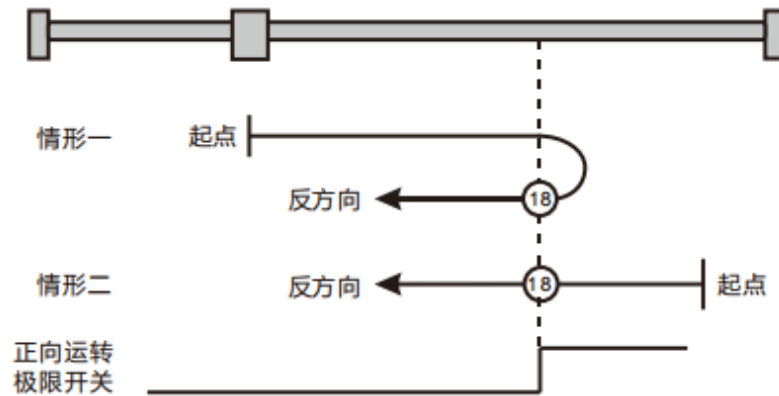 情形一 起点
反方向 18
情形二 反方向 18 起点
正向运转
极限开关